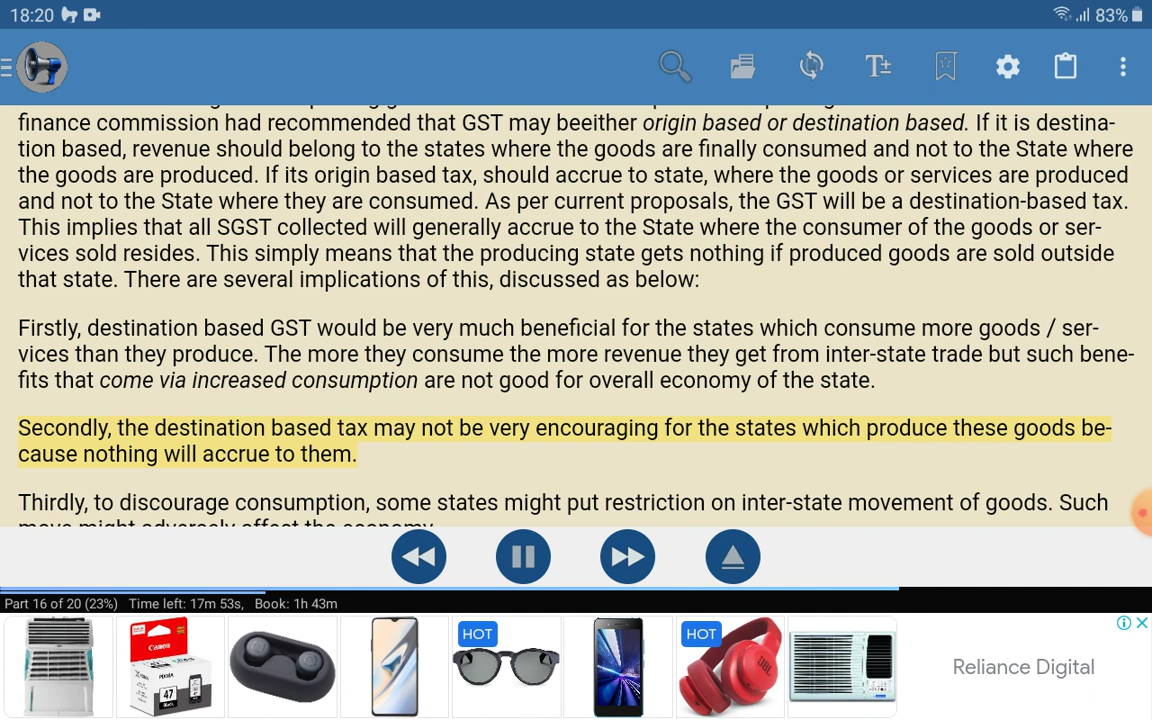 18:20
83%
T±
finance commission had recommended that GST may beeither origin based or destination based. If it is destina-
tion based, revenue should belong to the states where the goods are finally consumed and not to the State where
the goods are produced. If its origin based tax, should accrue to state, where the goods or services are produced
and not to the State where they are consumed. As per current proposals, the GST will be a destination-based tax.
This implies that all SGST collected will generally accrue to the State where the consumer of the goods or ser-
vices sold resides. This simply means that the producing state gets nothing if produced goods are sold outside
that state. There are several implications of this, discussed as below:
Firstly, destination based GST would be very much beneficial for the states which consume more goods / ser-
vices than they produce. The more they consume the more revenue they get from inter-state trade but such bene-
fits that come via increased consumption are not good for overall economy of the state.
Secondly, the destination based tax may not be very encouraging for the states which produce these goods be-
cause nothing will accrue to them.
Thirdly, to discourage consumption, some states might put restriction on inter-state movement of goods. Such
move might adversely affect the economy
Part 16 of 20 (23%) Time left: 17m 53s, Book: 1h 43m
Canon
PIXMA
47
HOT
HOT
JBL
Reliance Digital